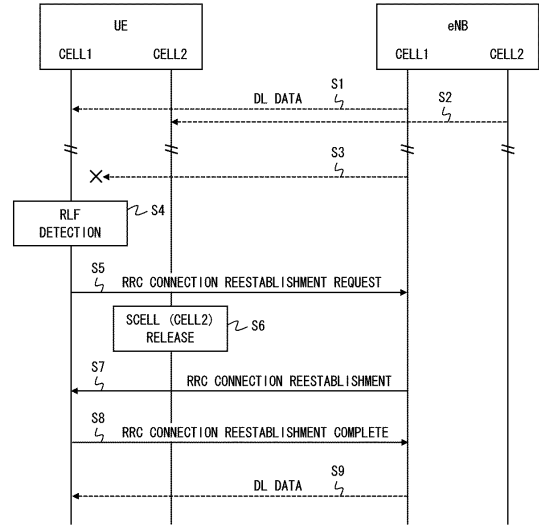 UE
eNB
CELL1
CELL2
CELL1
CELL2
S1
DL DATA
S2
S3
RLF
DETECTION
S4
S5
RRC CONNECTION REESTABLISHMENT REQUEST
SCELL (CELL2)
RELEASE
S6
S7
RRC CONNECTION REESTABLISHMENT
S8
RRC CONNECTION REESTABLISHMENT COMPLETE
S9
DL DATA